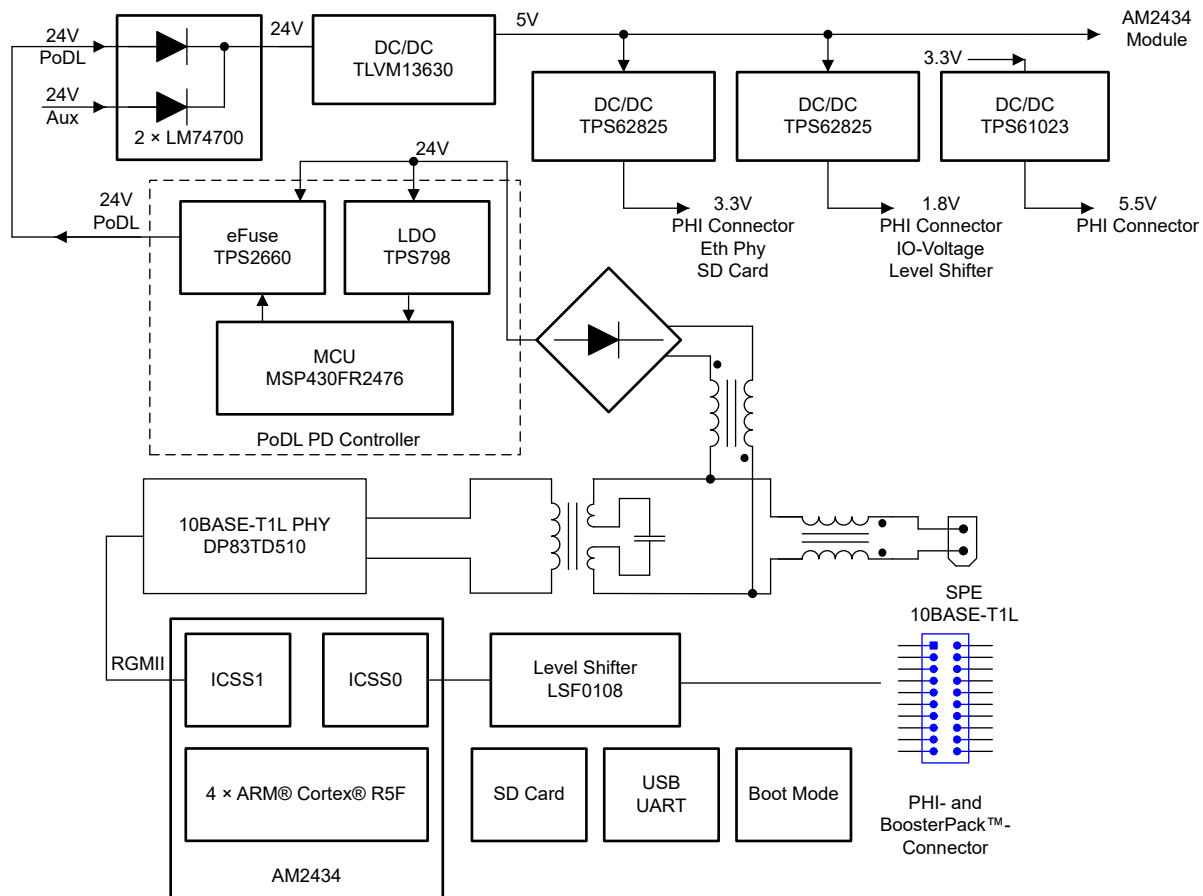 24V
PoDL
24V
Aux
2 × LM74700
24V
DC/DC
TLVM13630
5V
AM2434
Module
DC/DC
TPS62825
DC/DC
TPS62825
3.3V
DC/DC
TPS61023
3.3V
PHI Connector
Eth Phy
SD Card
1.8V
PHI Connector
IO-Voltage
Level Shifter
5.5V
PHI Connector
24V
24V
PoDL
eFuse
TPS2660
LDO
TPS798
MCU
MSP430FR2476
PoDL PD Controller
10BASE-T1L PHY
DP83TD510
SPE
10BASE-T1L
RGMII
ICSS1
ICSS0
Level Shifter
LSF0108
4 × ARM® Cortex® R5F
SD Card
USB
UART
Boot Mode
AM2434
PHI- and
BoosterPack™-
Connector